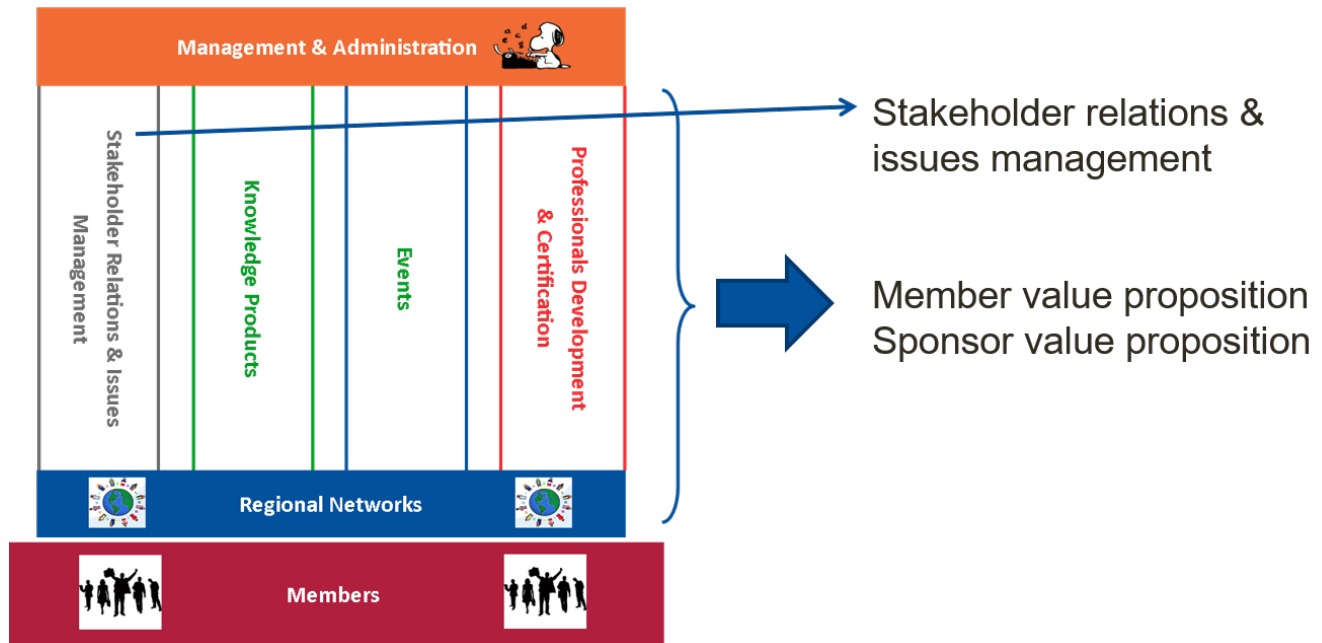 Management & Administration
Stakeholder Relations & Issues
Management
Knowledge Products
Events
Professionals Development
& Certification
Regional Networks
Members
Stakeholder relations &
issues management
Member value proposition
Sponsor value proposition